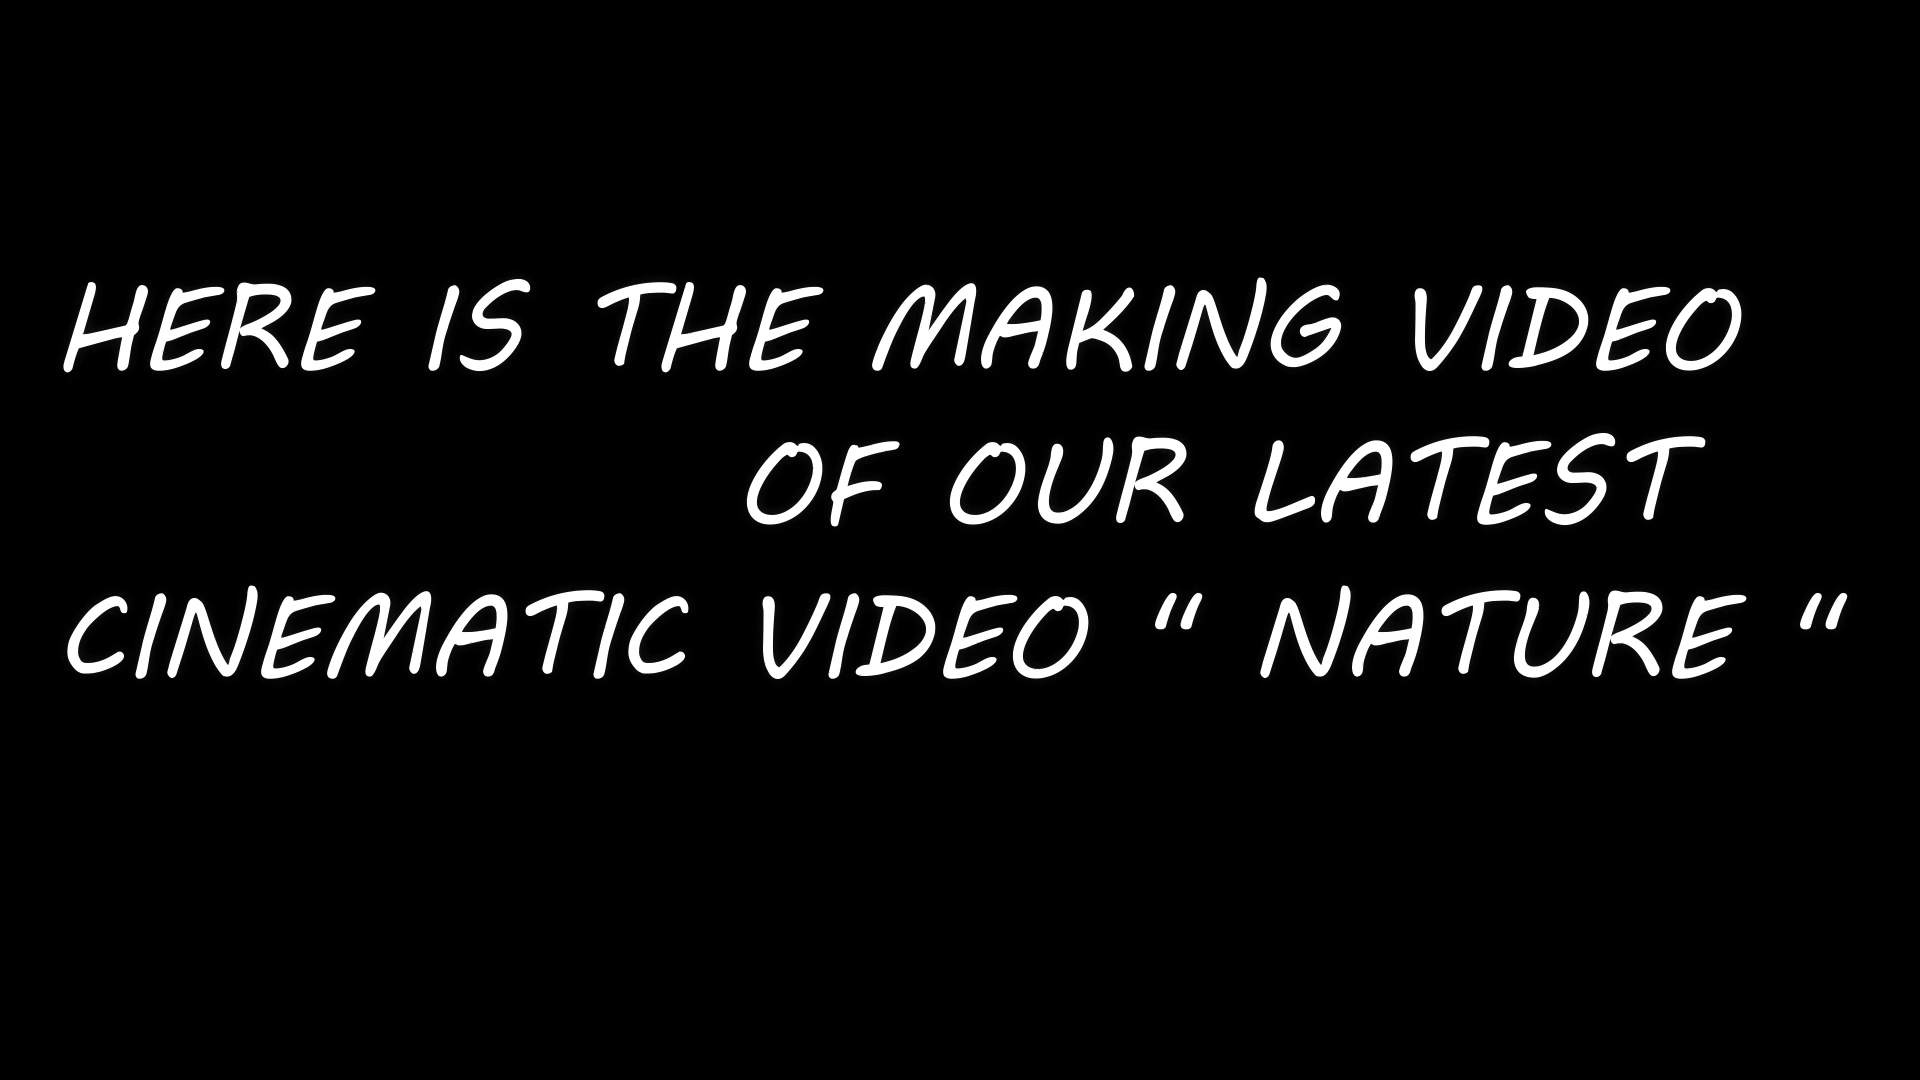 HERE IS THE MAKING VIDEO
OF OUR LATEST
CINEMATIC VIDEO “ NATURE “